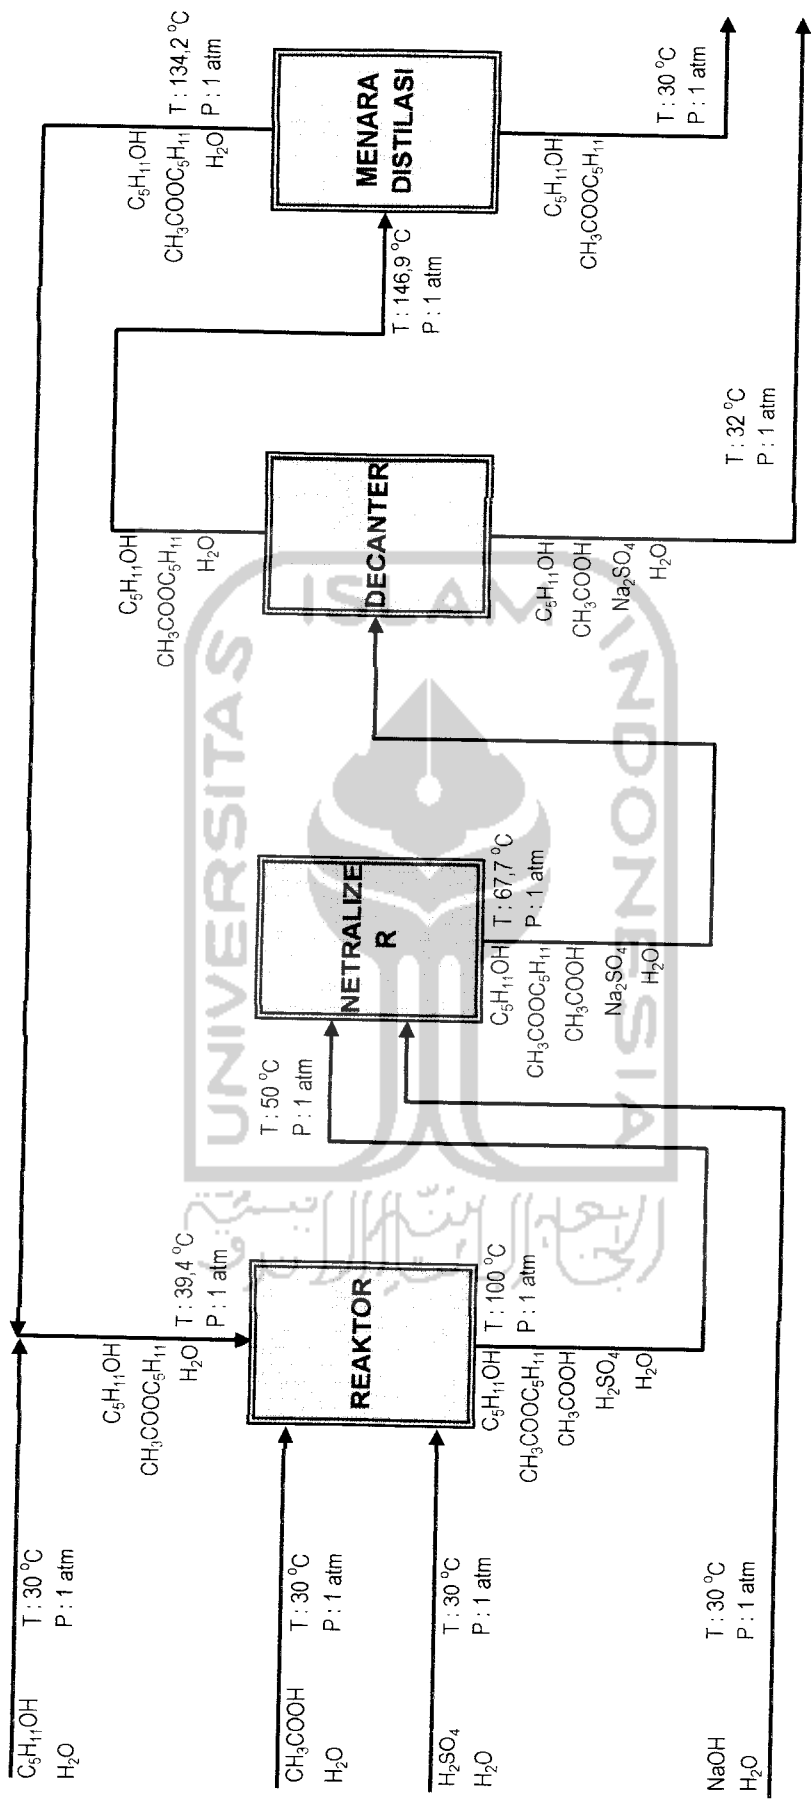 C₅H₁₁OH
H₂O
T : 30 °C
P : 1 atm
CH₃COOH
H₂O
T : 30 °C
P : 1 atm
H₂SO₄
H₂O
T : 30 °C
P : 1 atm
NaOH
H₂O
T : 30 °C
P : 1 atm
C₅H₁₁OH
CH₃COOC₅H₁₁
H₂O
T : 39,4 °C
P : 1 atm
REAKTOR
T : 100 °C
P : 1 atm
C₅H₁₁OH
CH₃COOC₅H₁₁
CH₃COOH
H₂SO₄
H₂O
T : 50 °C
P : 1 atm
NETRALIZE
R
T : 67,7 °C
P : 1 atm
C₅H₁₁OH
CH₃COOC₅H₁₁
CH₃COOH
Na₂SO₄
H₂O
C₅H₁₁OH
CH₃COOC₅H₁₁
H₂O
DECANTER
C₅H₁₁OH
CH₃COOH
Na₂SO₄
H₂O
T : 32 °C
P : 1 atm
T : 146,9 °C
P : 1 atm
C₅H₁₁OH
CH₃COOC₅H₁₁
H₂O
T : 134,2 °C
P : 1 atm
MENARA
DISTILASI
C₅H₁₁OH
CH₃COOC₅H₁₁
T : 30 °C
P : 1 atm
UNIVERSITAS
ISLAM
INDONESIA